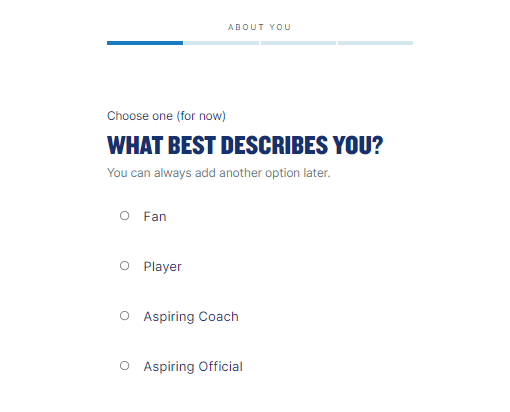 ABOUT YOU
Choose one (for now)
WHAT BEST DESCRIBES YOU?
You can always add another option later.
Fan
Player
Aspiring Coach
Aspiring Official